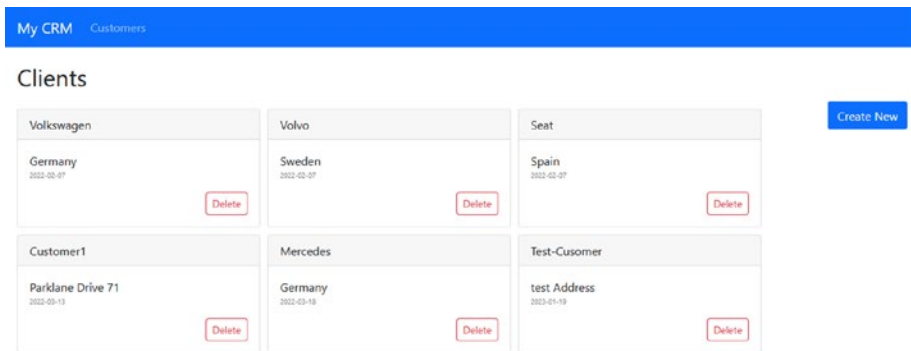 My CRM Customers
Clients
Create New
Volkswagen
Germany
2022-02-07
Delete
Volvo
Sweden
2022-02-07
Delete
Seat
Spain
2022-02-07
Delete
Customer1
Parklane Drive 71
2022-03-13
Delete
Mercedes
Germany
2022-03-18
Delete
Test-Cusomer
test Address
2023-01-19
Delete